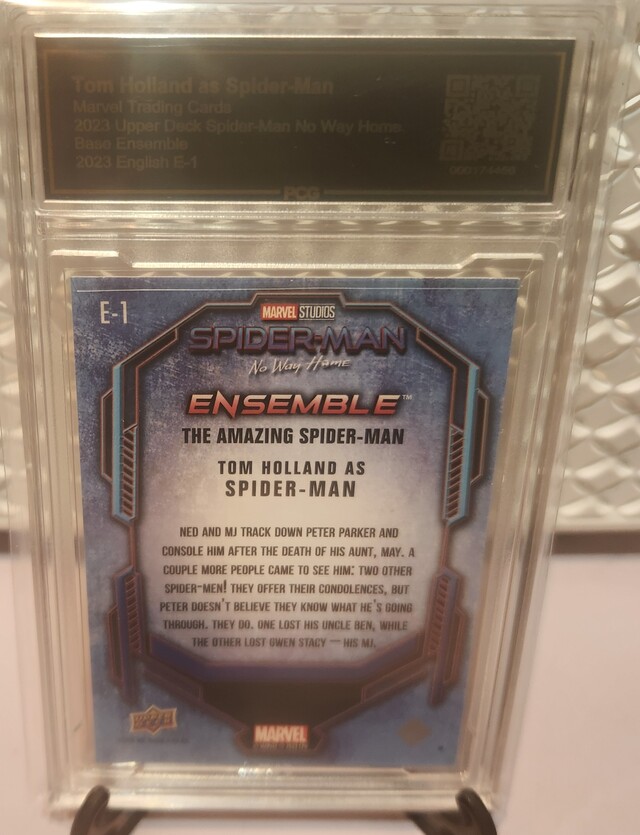 Tom Holland as Spider-Man
Marvel Trading Cards
2023 Upper Deck Spider-Man No Way Home
Base Ensemble
2023 English E-1
PCG
E-1
MARVEL STUDIOS
SPIDER-MAN
No Way Home
ENSEMBLE™
THE AMAZING SPIDER-MAN
TOM HOLLAND AS
SPIDER-MAN
NED AND MJ TRACK DOWN PETER PARKER AND
CONSOLE HIM AFTER THE DEATH OF HIS AUNT, MAY. A
COUPLE MORE PEOPLE CAME TO SEE HIM: TWO OTHER
SPIDER-MEN! THEY OFFER THEIR CONDOLENCES, BUT
PETER DOESN'T BELIEVE THEY KNOW WHAT HE'S GOING
THROUGH. THEY DO. ONE LOST HIS UNCLE BEN, WHILE
THE OTHER LOST GWEN STACY — HIS MJ.
MARVEL